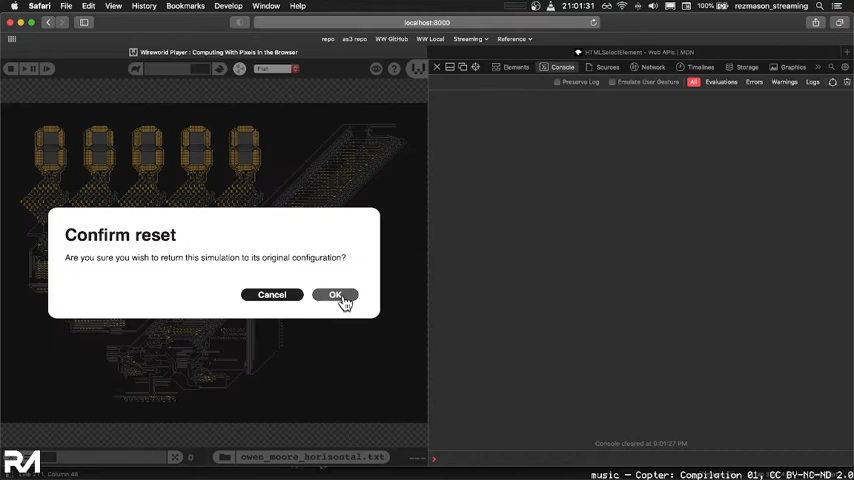 Safari File Edit View History Bookmarks Develop Window Help 100% 21:01:31 rezmason_streaming
localhost:8000
repo as3 repo WW GitHub WW Local Streaming Reference
Wireworld Player : Computing With Pixels in the Browser
HTMLSelectElement - Web APIs | MDN
Flat
Elements Console Sources Network Timelines Storage Graphics
Preserve Log Emulate User Gesture All Evaluations Errors Warnings Logs
Confirm reset
Are you sure you wish to return this simulation to its original configuration?
Cancel OK
Console cleared at 9:01:27 PM
0 owen_moore_horizontal.txt
music – Copter: Compilation 01, CC BY-NC-ND 2.0